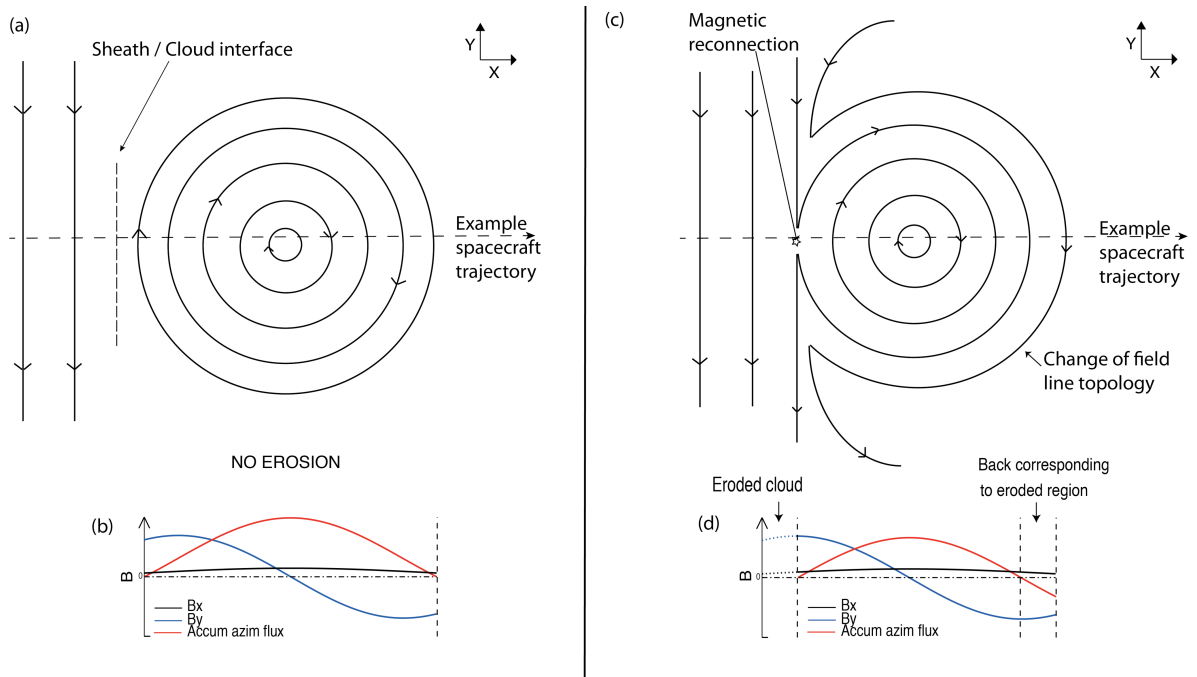 (a)
Sheath / Cloud interface
Y
X
Example
spacecraft
trajectory
NO EROSION
(b)
B
0
Bx
By
Accum azim flux
(c)
Magnetic
reconnection
Y
X
Example
spacecraft
trajectory
Change of field
line topology
Eroded cloud
Back corresponding
to eroded region
(d)
B
0
Bx
By
Accum azim flux